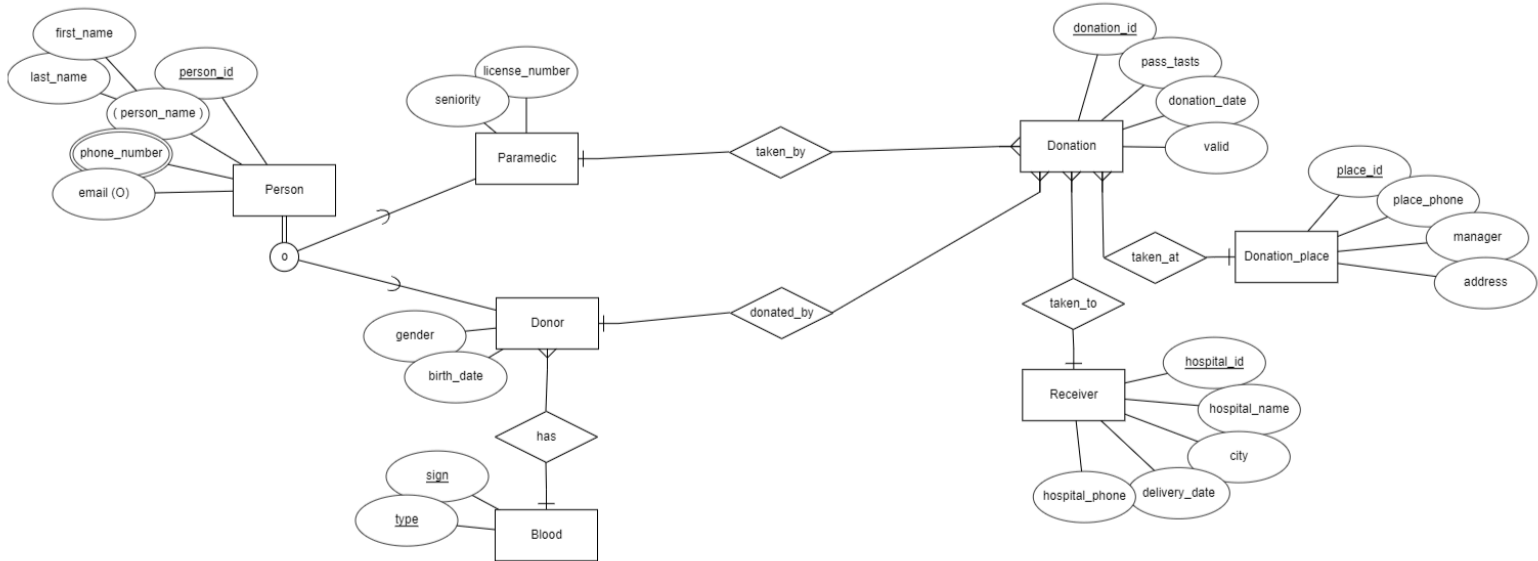 first_name
last_name
person_id
( person_name )
phone_number
email (O)
Person
o
license_number
seniority
Paramedic
taken_by
donation_id
pass_tasts
donation_date
valid
Donation
place_id
place_phone
manager
address
Donation_place
taken_at
taken_to
donated_by
Donor
gender
birth_date
has
sign
type
Blood
Receiver
hospital_id
hospital_name
city
delivery_date
hospital_phone